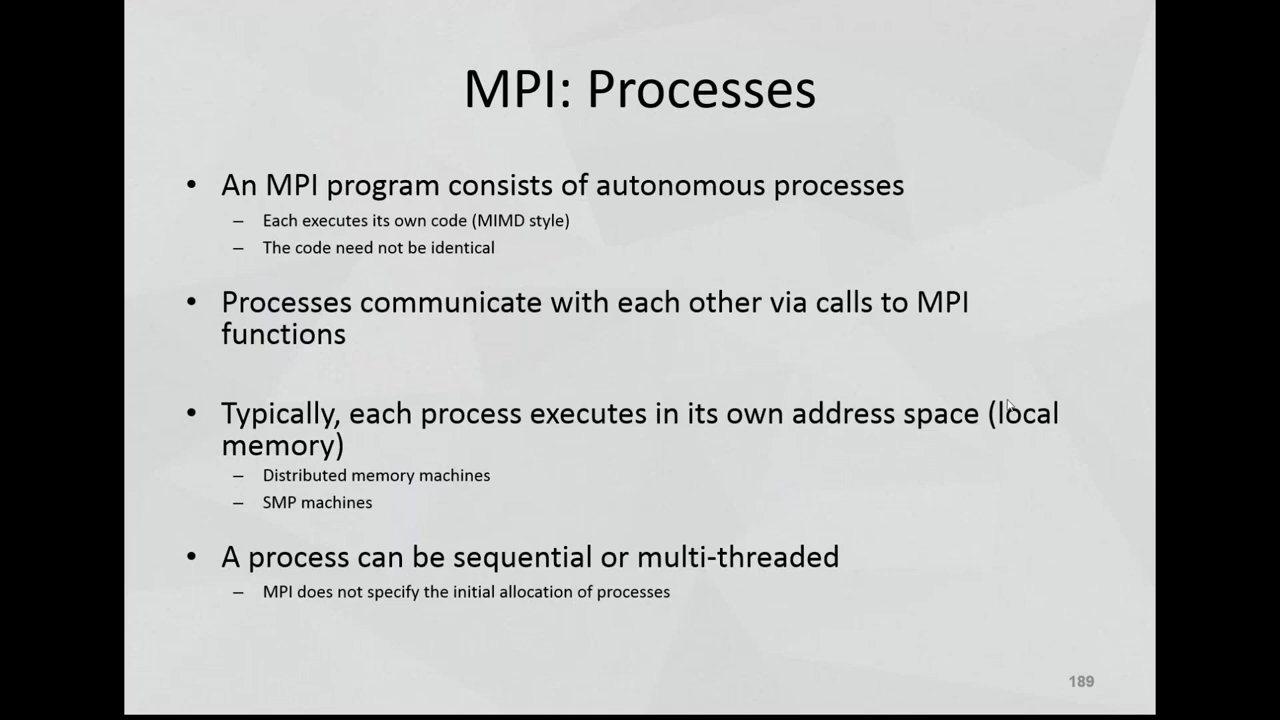 MPI: Processes
• An MPI program consists of autonomous processes
– Each executes its own code (MIMD style)
– The code need not be identical
• Processes communicate with each other via calls to MPI
functions
• Typically, each process executes in its own address space (local
memory)
– Distributed memory machines
– SMP machines
• A process can be sequential or multi-threaded
– MPI does not specify the initial allocation of processes
189